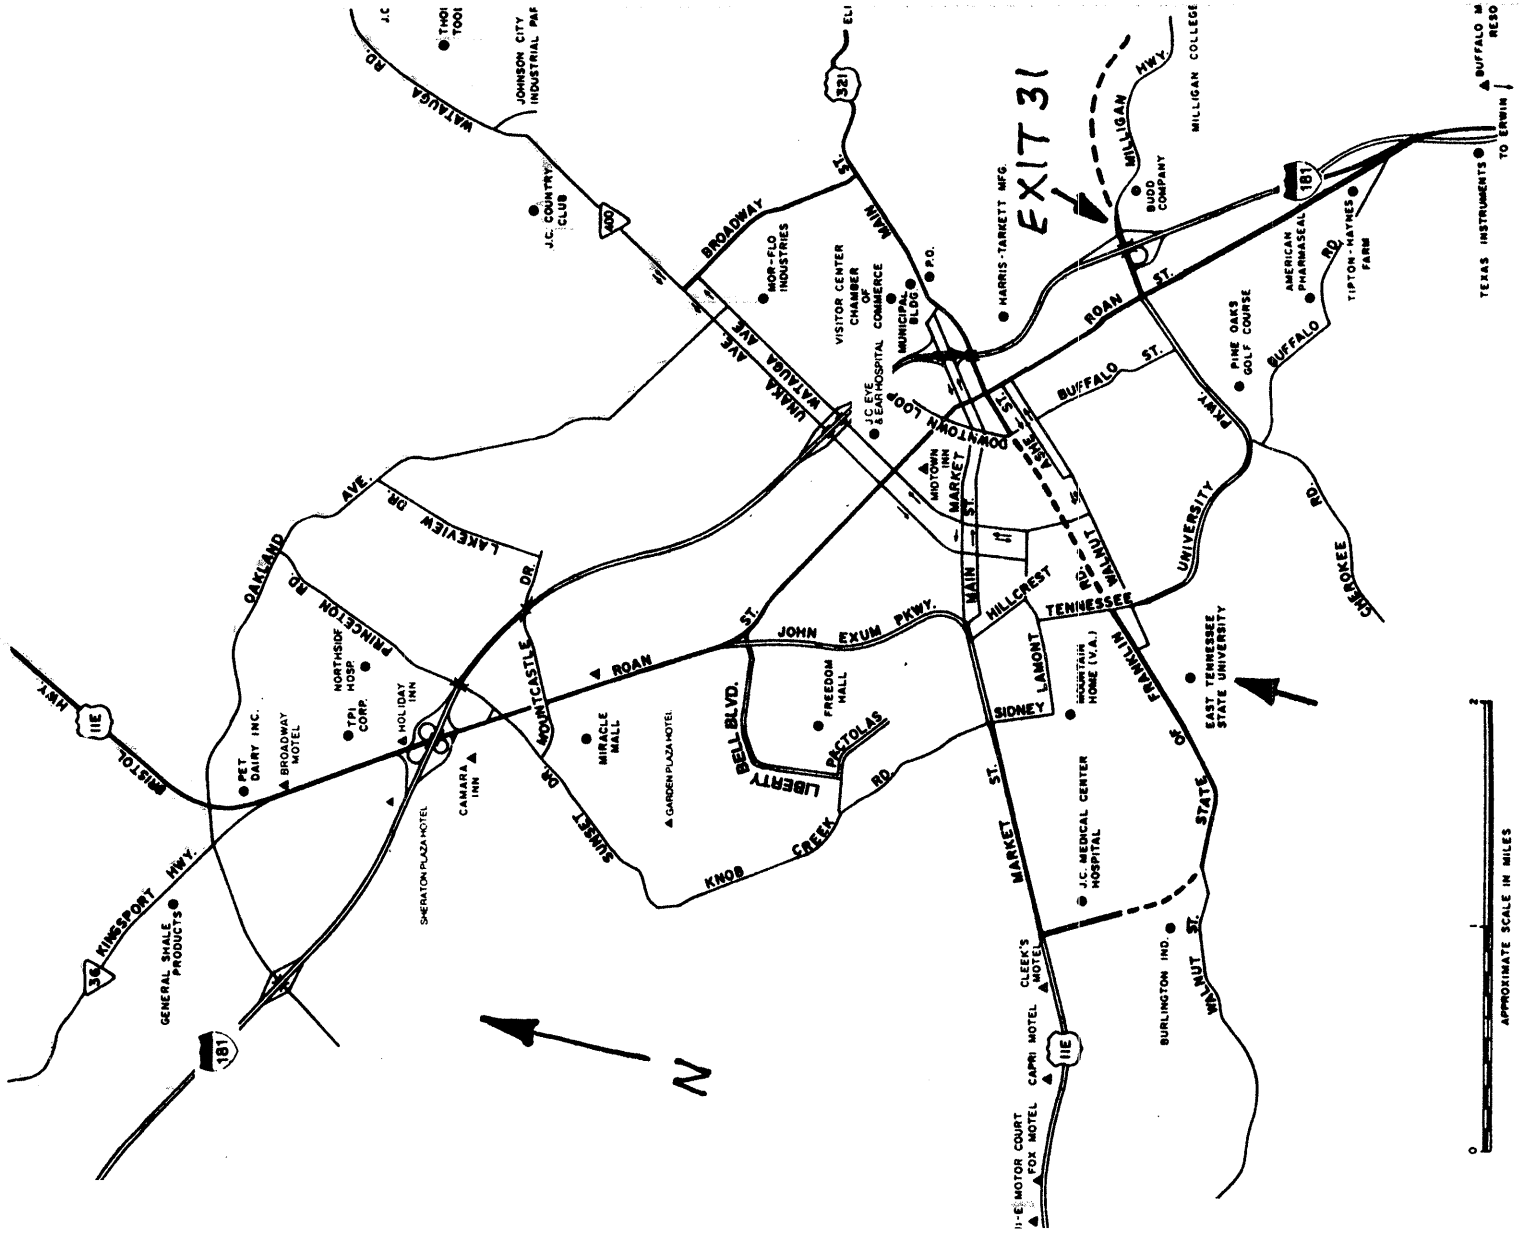 J.C
THO
TOOL
JOHNSON CITY
INDUSTRIAL PAR
WATAUGA RD.
J.C. COUNTRY
CLUB
400
321
ELI
MAIN ST.
BROADWAY
MOR-FLO
INDUSTRIES
VISITOR CENTER
CHAMBER
OF
COMMERCE
MUNICIPAL
BLDG
P.O.
J.C. EYE
& EAR HOSPITAL
HARRIS-TARKETT MFG.
EXIT 31
MILLIGAN HWY.
MILLIGAN COLLEGE
BUDD
COMPANY
181
BUFFALO M
RESO
TO ERWIN
TEXAS INSTRUMENTS
AMERICAN
PHARMASEAL
TIPTON-HAYNES
FARM
BUFFALO RD.
PINE OAKS
GOLF COURSE
ROAN ST.
BUFFALO ST.
UNIVERSITY PKWY.
CHEROKEE RD.
UNAKA AVE.
WATAUGA AVE
DOWNTOWN LOOP
ASHE ST.
MIDTOWN
INN
MARKET ST.
MAIN
WALNUT
HILLCREST
TENNESSEE
RD.
LAMONT
SIDNEY
MOUNTAIN
HOME (V.A.)
STATE OF FRANKLIN
EAST TENNESSEE
STATE UNIVERSITY
OAKLAND AVE.
LAKEVIEW DR.
PRINCETON RD.
NORTHSIDE
HOSP.
TPI
CORP.
HOLIDAY
INN
MOUNTCASTLE DR.
ROAN ST.
JOHN EXUM PKWY.
BRISTOL HWY.
11E
PET
DAIRY INC.
BROADWAY
MOTEL
CAMARA
INN
SHERATON PLAZA HOTEL
MIRACLE
MALL
GARDEN PLAZA HOTEL
BELL BLVD.
LIBERTY
FREEDOM
HALL
PACTOLAS
SUNSET DR.
KNOB CREEK RD.
36
KINGSPORT HWY.
GENERAL SHALE
PRODUCTS
181
N
MARKET ST.
J.C. MEDICAL CENTER
HOSPITAL
CLEEK'S
MOTEL
CAPRI MOTEL
FOX MOTEL
11-E MOTOR COURT
11E
BURLINGTON IND.
WALNUT ST.
0 1 2
APPROXIMATE SCALE IN MILES